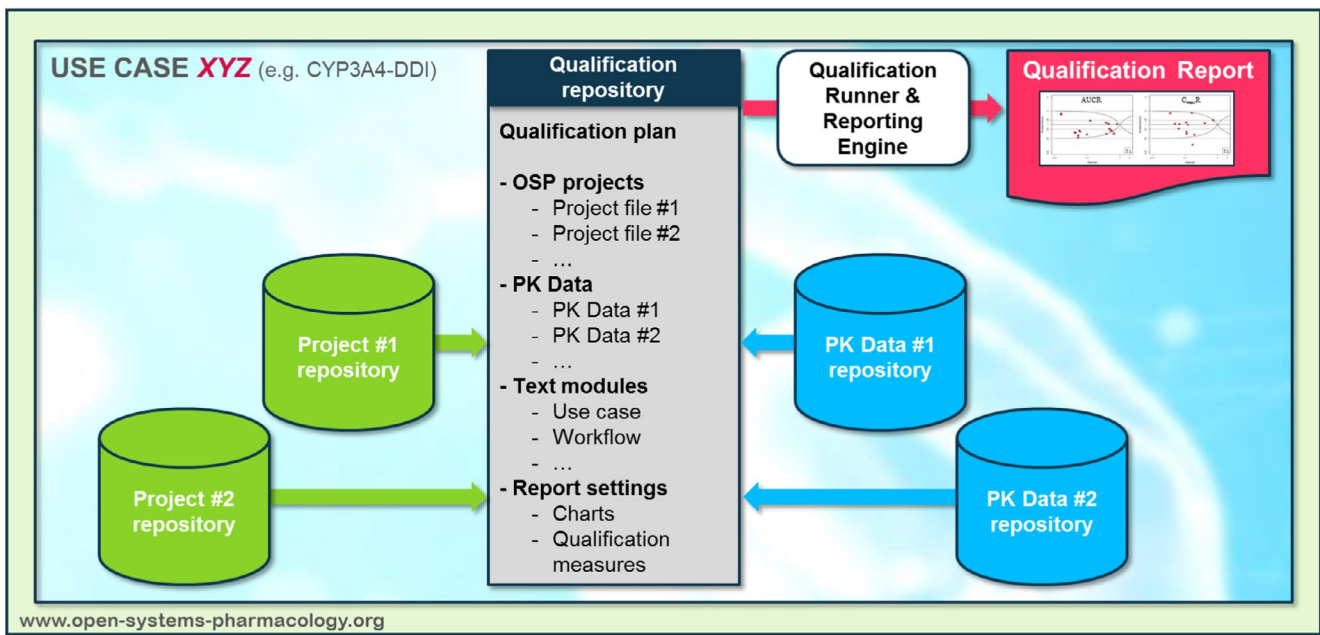 USE CASE XYZ (e.g. CYP3A4-DDI)
Qualification
repository
Qualification plan
- OSP projects
- Project file #1
- Project file #2
- …
- PK Data
- PK Data #1
- PK Data #2
- …
- Text modules
- Use case
- Workflow
- …
- Report settings
- Charts
- Qualification
measures
Qualification
Runner &
Reporting
Engine
Qualification Report
AUCR
CmaxR
Project #1
repository
Project #2
repository
PK Data #1
repository
PK Data #2
repository
www.open-systems-pharmacology.org